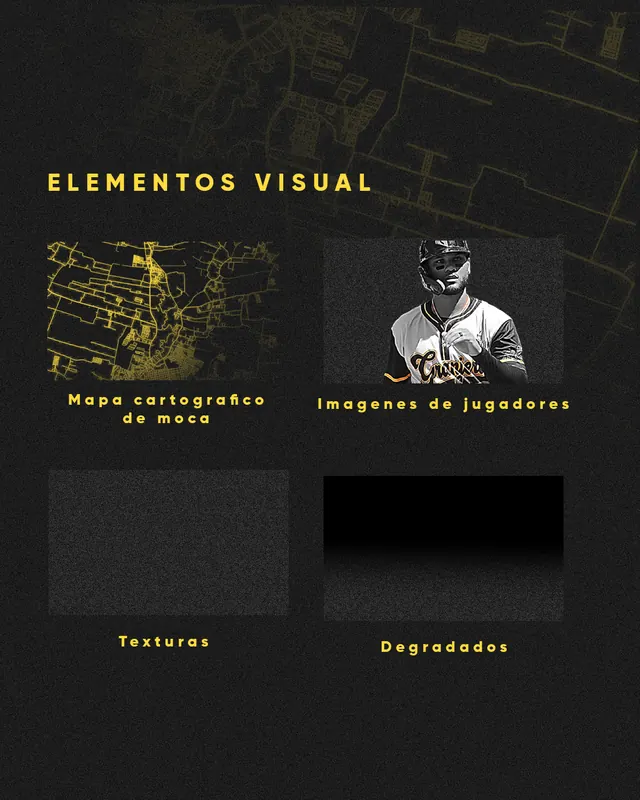 ELEMENTOS VISUAL
Mapa cartografico
de moca
Imagenes de jugadores
Texturas
Degradados